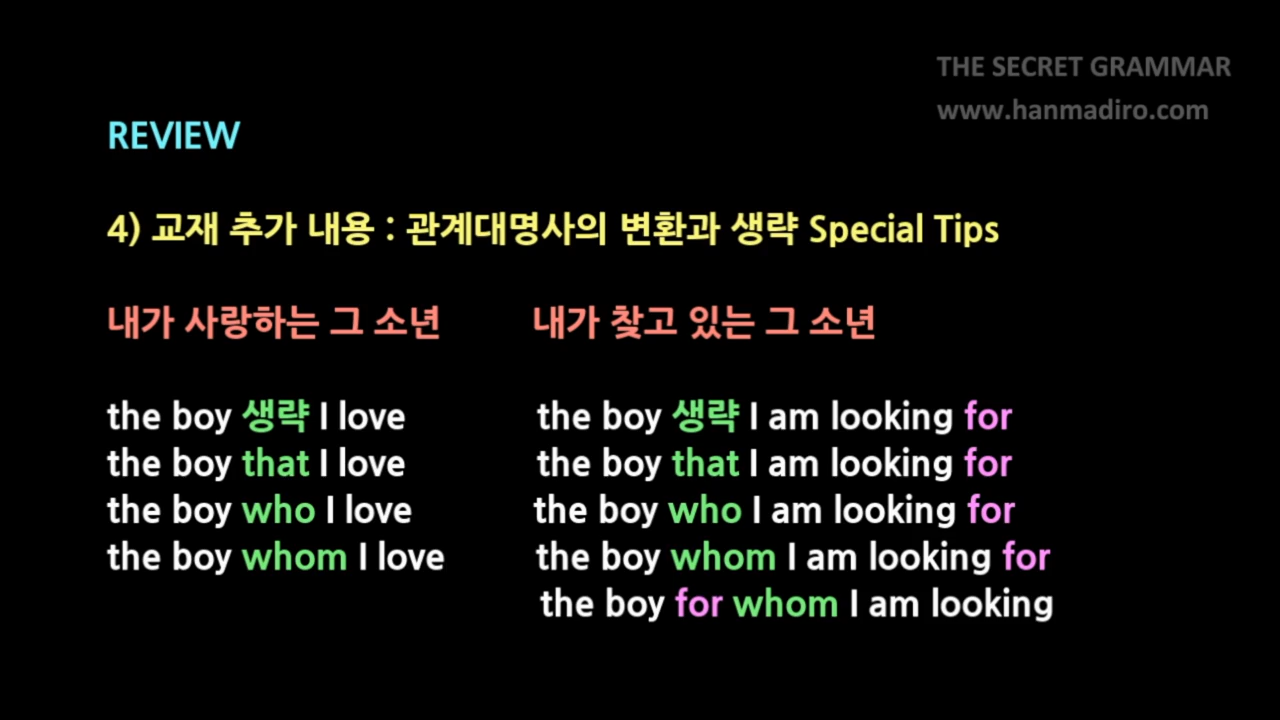 THE SECRET GRAMMAR
www.hanmadiro.com
REVIEW
4) 교재 추가 내용 : 관계대명사의 변환과 생략 Special Tips
내가 사랑하는 그 소년
the boy 생략 I love
the boy that I love
the boy who I love
the boy whom I love
내가 찾고 있는 그 소년
the boy 생략 I am looking for
the boy that I am looking for
the boy who I am looking for
the boy whom I am looking for
the boy for whom I am looking